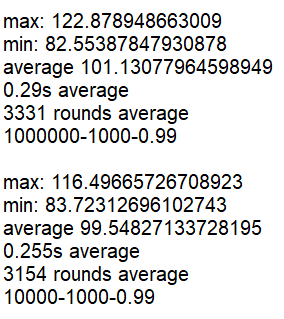 max: 122.878948663009
min: 82.55387847930878
average 101.13077964598949
0.29s average
3331 rounds average
1000000-1000-0.99

max: 116.49665726708923
min: 83.72312696102743
average 99.54827133728195
0.255s average
3154 rounds average
10000-1000-0.99